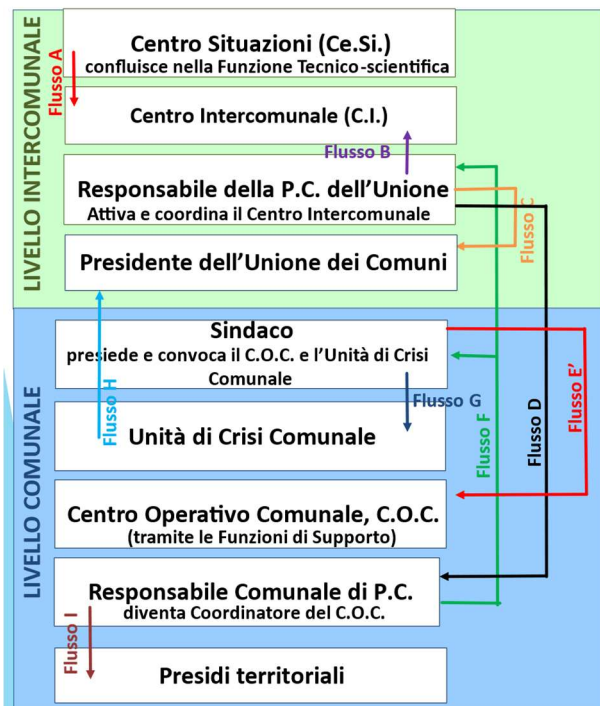 LIVELLO INTERCOMUNALE
Centro Situazioni (Ce.Si.)
confluisce nella Funzione Tecnico-scientifica
Flusso A
Centro Intercomunale (C.I.)
Flusso B
Responsabile della P.C. dell'Unione
Attiva e coordina il Centro Intercomunale
Flusso C
Presidente dell'Unione dei Comuni
LIVELLO COMUNALE
Sindaco
presiede e convoca il C.O.C. e l'Unità di Crisi
Comunale
Flusso H
Flusso G
Flusso F
Flusso D
Flusso E'
Unità di Crisi Comunale
Centro Operativo Comunale, C.O.C.
(tramite le Funzioni di Supporto)
Responsabile Comunale di P.C.
diventa Coordinatore del C.O.C.
Flusso I
Presidi territoriali